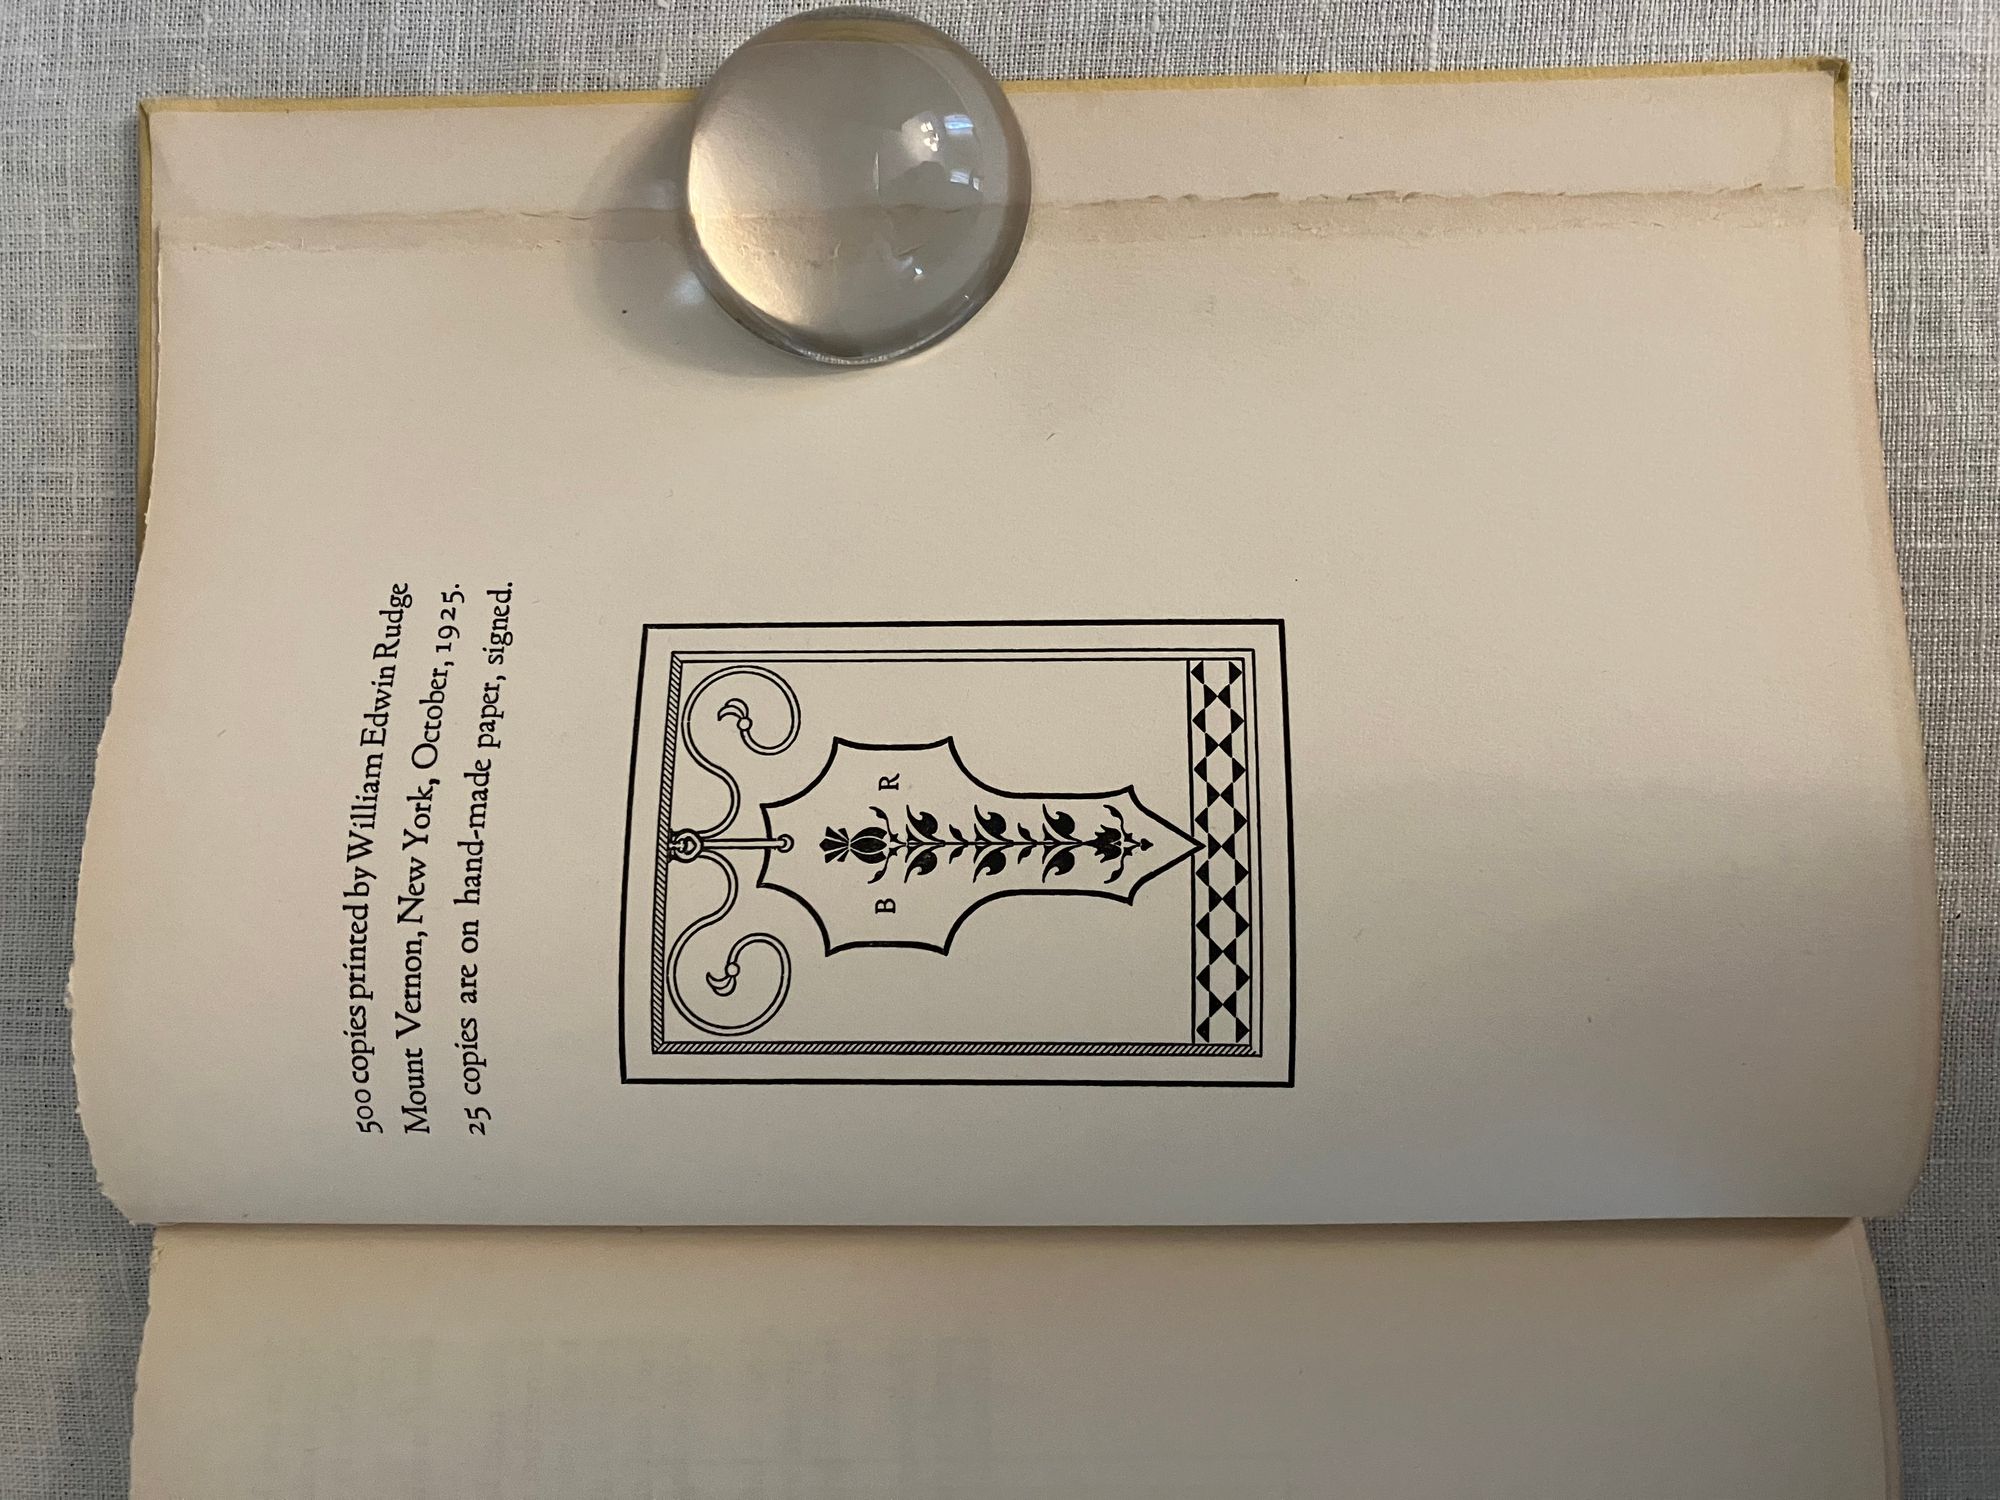 500 copies printed by William Edwin Rudge
Mount Vernon, New York, October, 1925.
25 copies are on hand-made paper, signed.
B R